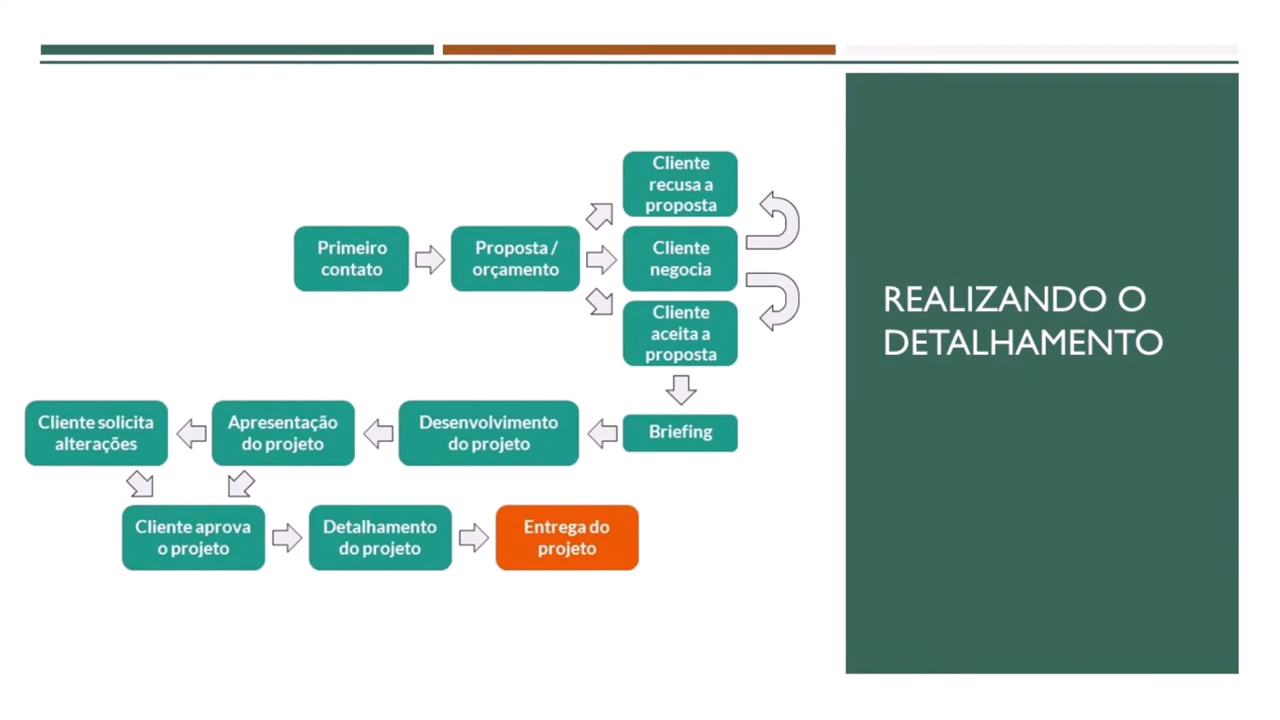 Cliente
recusa a
proposta
Primeiro
contato
Proposta /
orçamento
Cliente
negocia
Cliente
aceita a
proposta
Cliente solicita
alterações
Apresentação
do projeto
Desenvolvimento
do projeto
Briefing
Cliente aprova
o projeto
Detalhamento
do projeto
Entrega do
projeto
REALIZANDO O
DETALHAMENTO